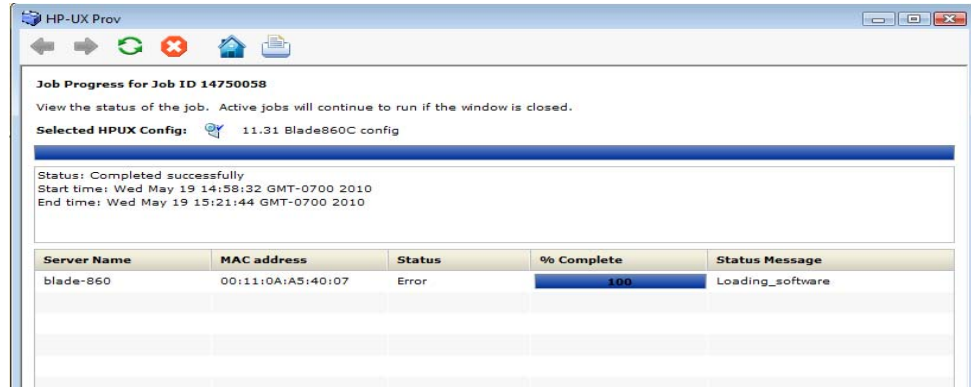 HP-UX Prov
Job Progress for Job ID 14750058
View the status of the job. Active jobs will continue to run if the window is closed.
Selected HPUX Config: 11.31 Blade860C config
Status: Completed successfully
Start time: Wed May 19 14:58:32 GMT-0700 2010
End time: Wed May 19 15:21:44 GMT-0700 2010
Server Name MAC address Status % Complete Status Message
blade-860 00:11:0A:A5:40:07 Error 100 Loading_software